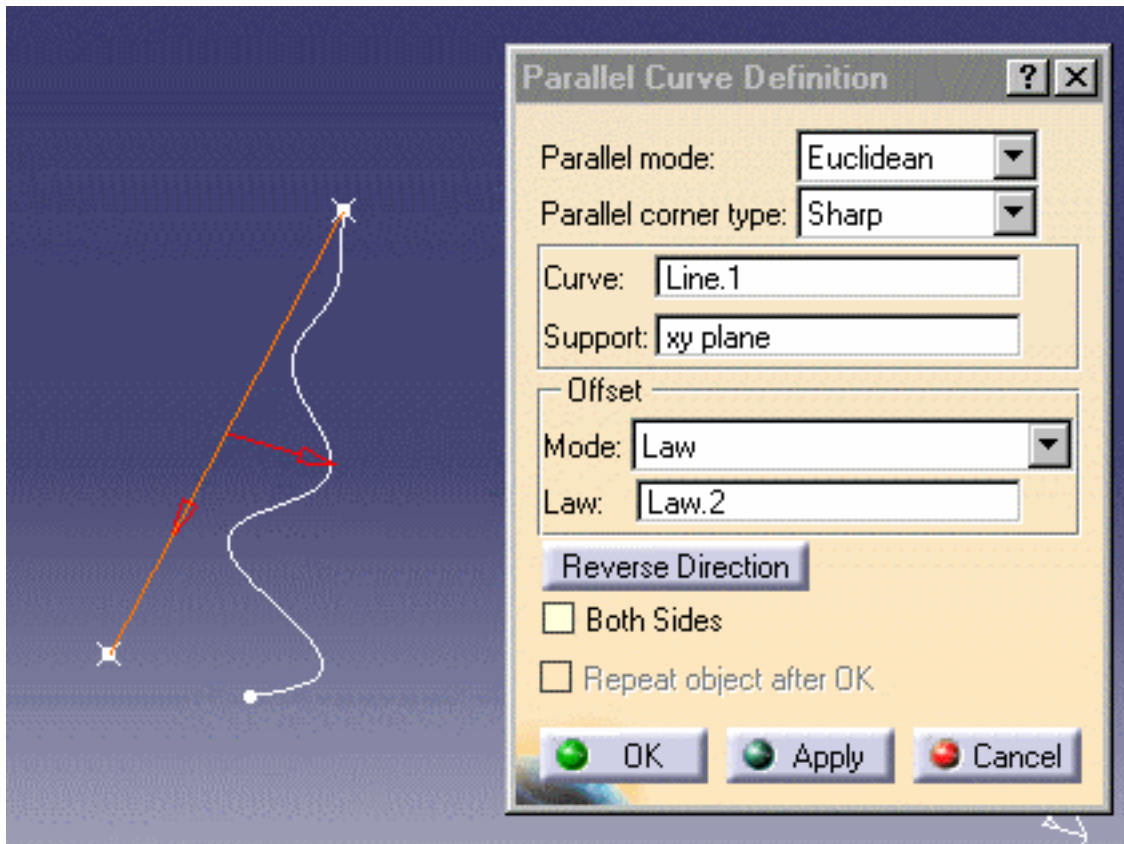 Parallel Curve Definition ? X
Parallel mode: Euclidean
Parallel corner type: Sharp
Curve: Line.1
Support: xy plane
Offset
Mode: Law
Law: Law.2
Reverse Direction
Both Sides
Repeat object after OK
OK Apply Cancel